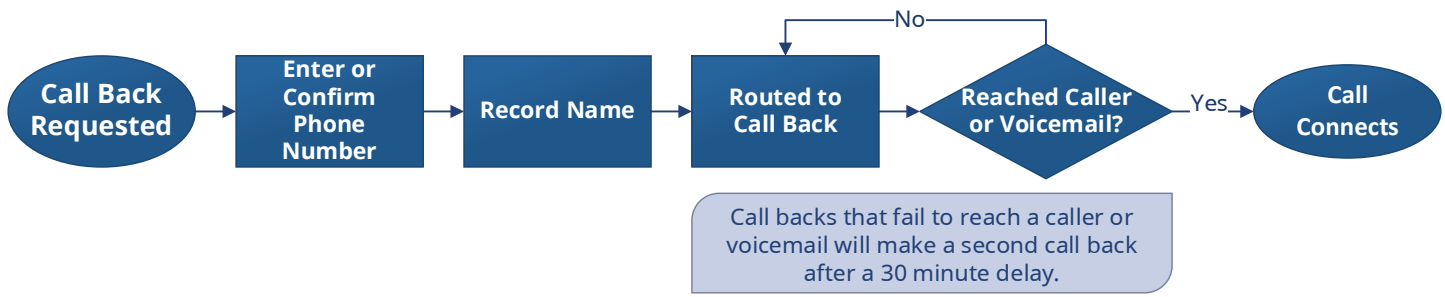 No
Call Back
Requested
Enter or
Confirm
Phone
Number
Record Name
Routed to
Call Back
Reached Caller
or Voicemail?
Yes
Call
Connects
Call backs that fail to reach a caller or
voicemail will make a second call back
after a 30 minute delay.